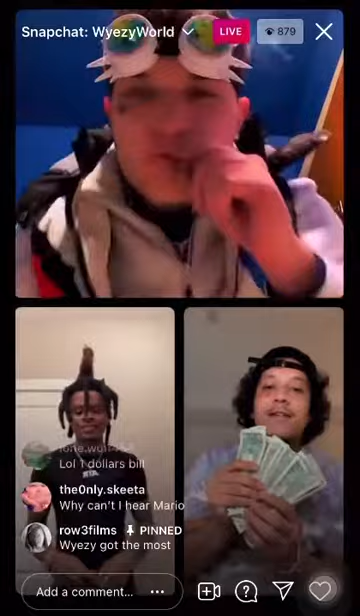 Snapchat: WyezyWorld
LIVE
879
Lol 1 dollars bill
the0nly.skeeta
Why can't I hear Mario
row3films PINNED
Wyezy got the most
Add a comment...